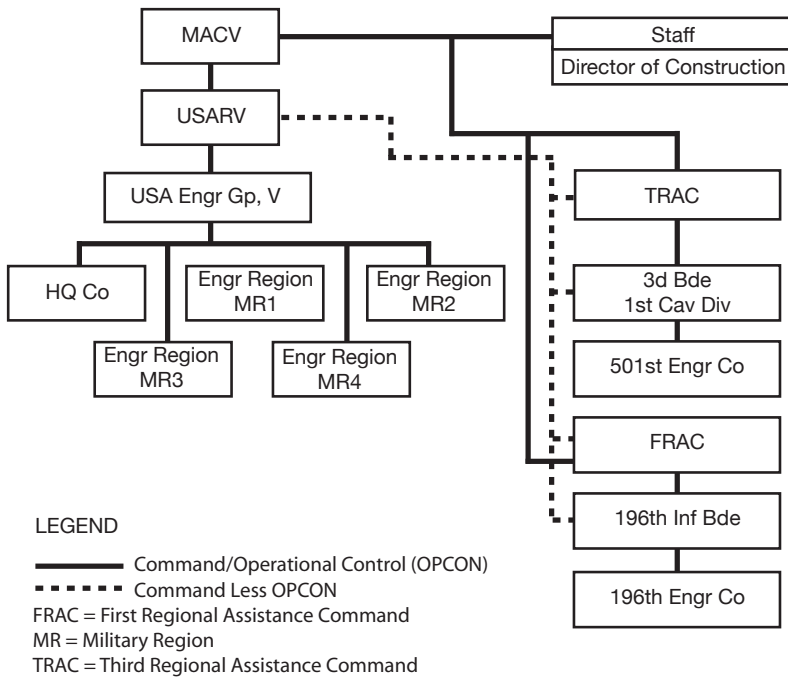 MACV
Staff
Director of Construction
USARV
USA Engr Gp, V
TRAC
HQ Co
Engr Region
MR1
Engr Region
MR2
3d Bde
1st Cav Div
Engr Region
MR3
Engr Region
MR4
501st Engr Co
FRAC
196th Inf Bde
196th Engr Co
LEGEND
Command/Operational Control (OPCON)
Command Less OPCON
FRAC = First Regional Assistance Command
MR = Military Region
TRAC = Third Regional Assistance Command